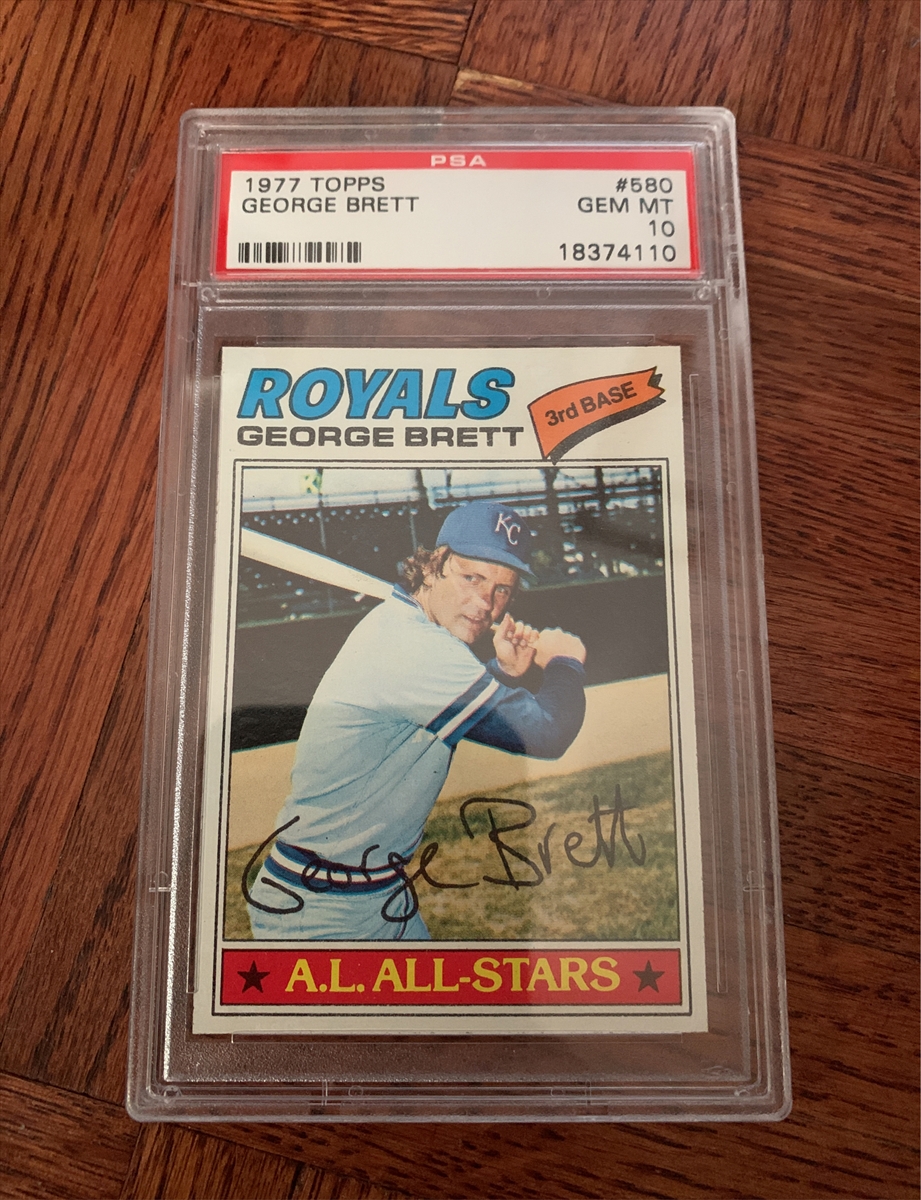 PSA
1977 TOPPS #580
GEORGE BRETT GEM MT
10
18374110
ROYALS
GEORGE BRETT
3rd BASE
KC
George Brett
★ A.L. ALL-STARS ★